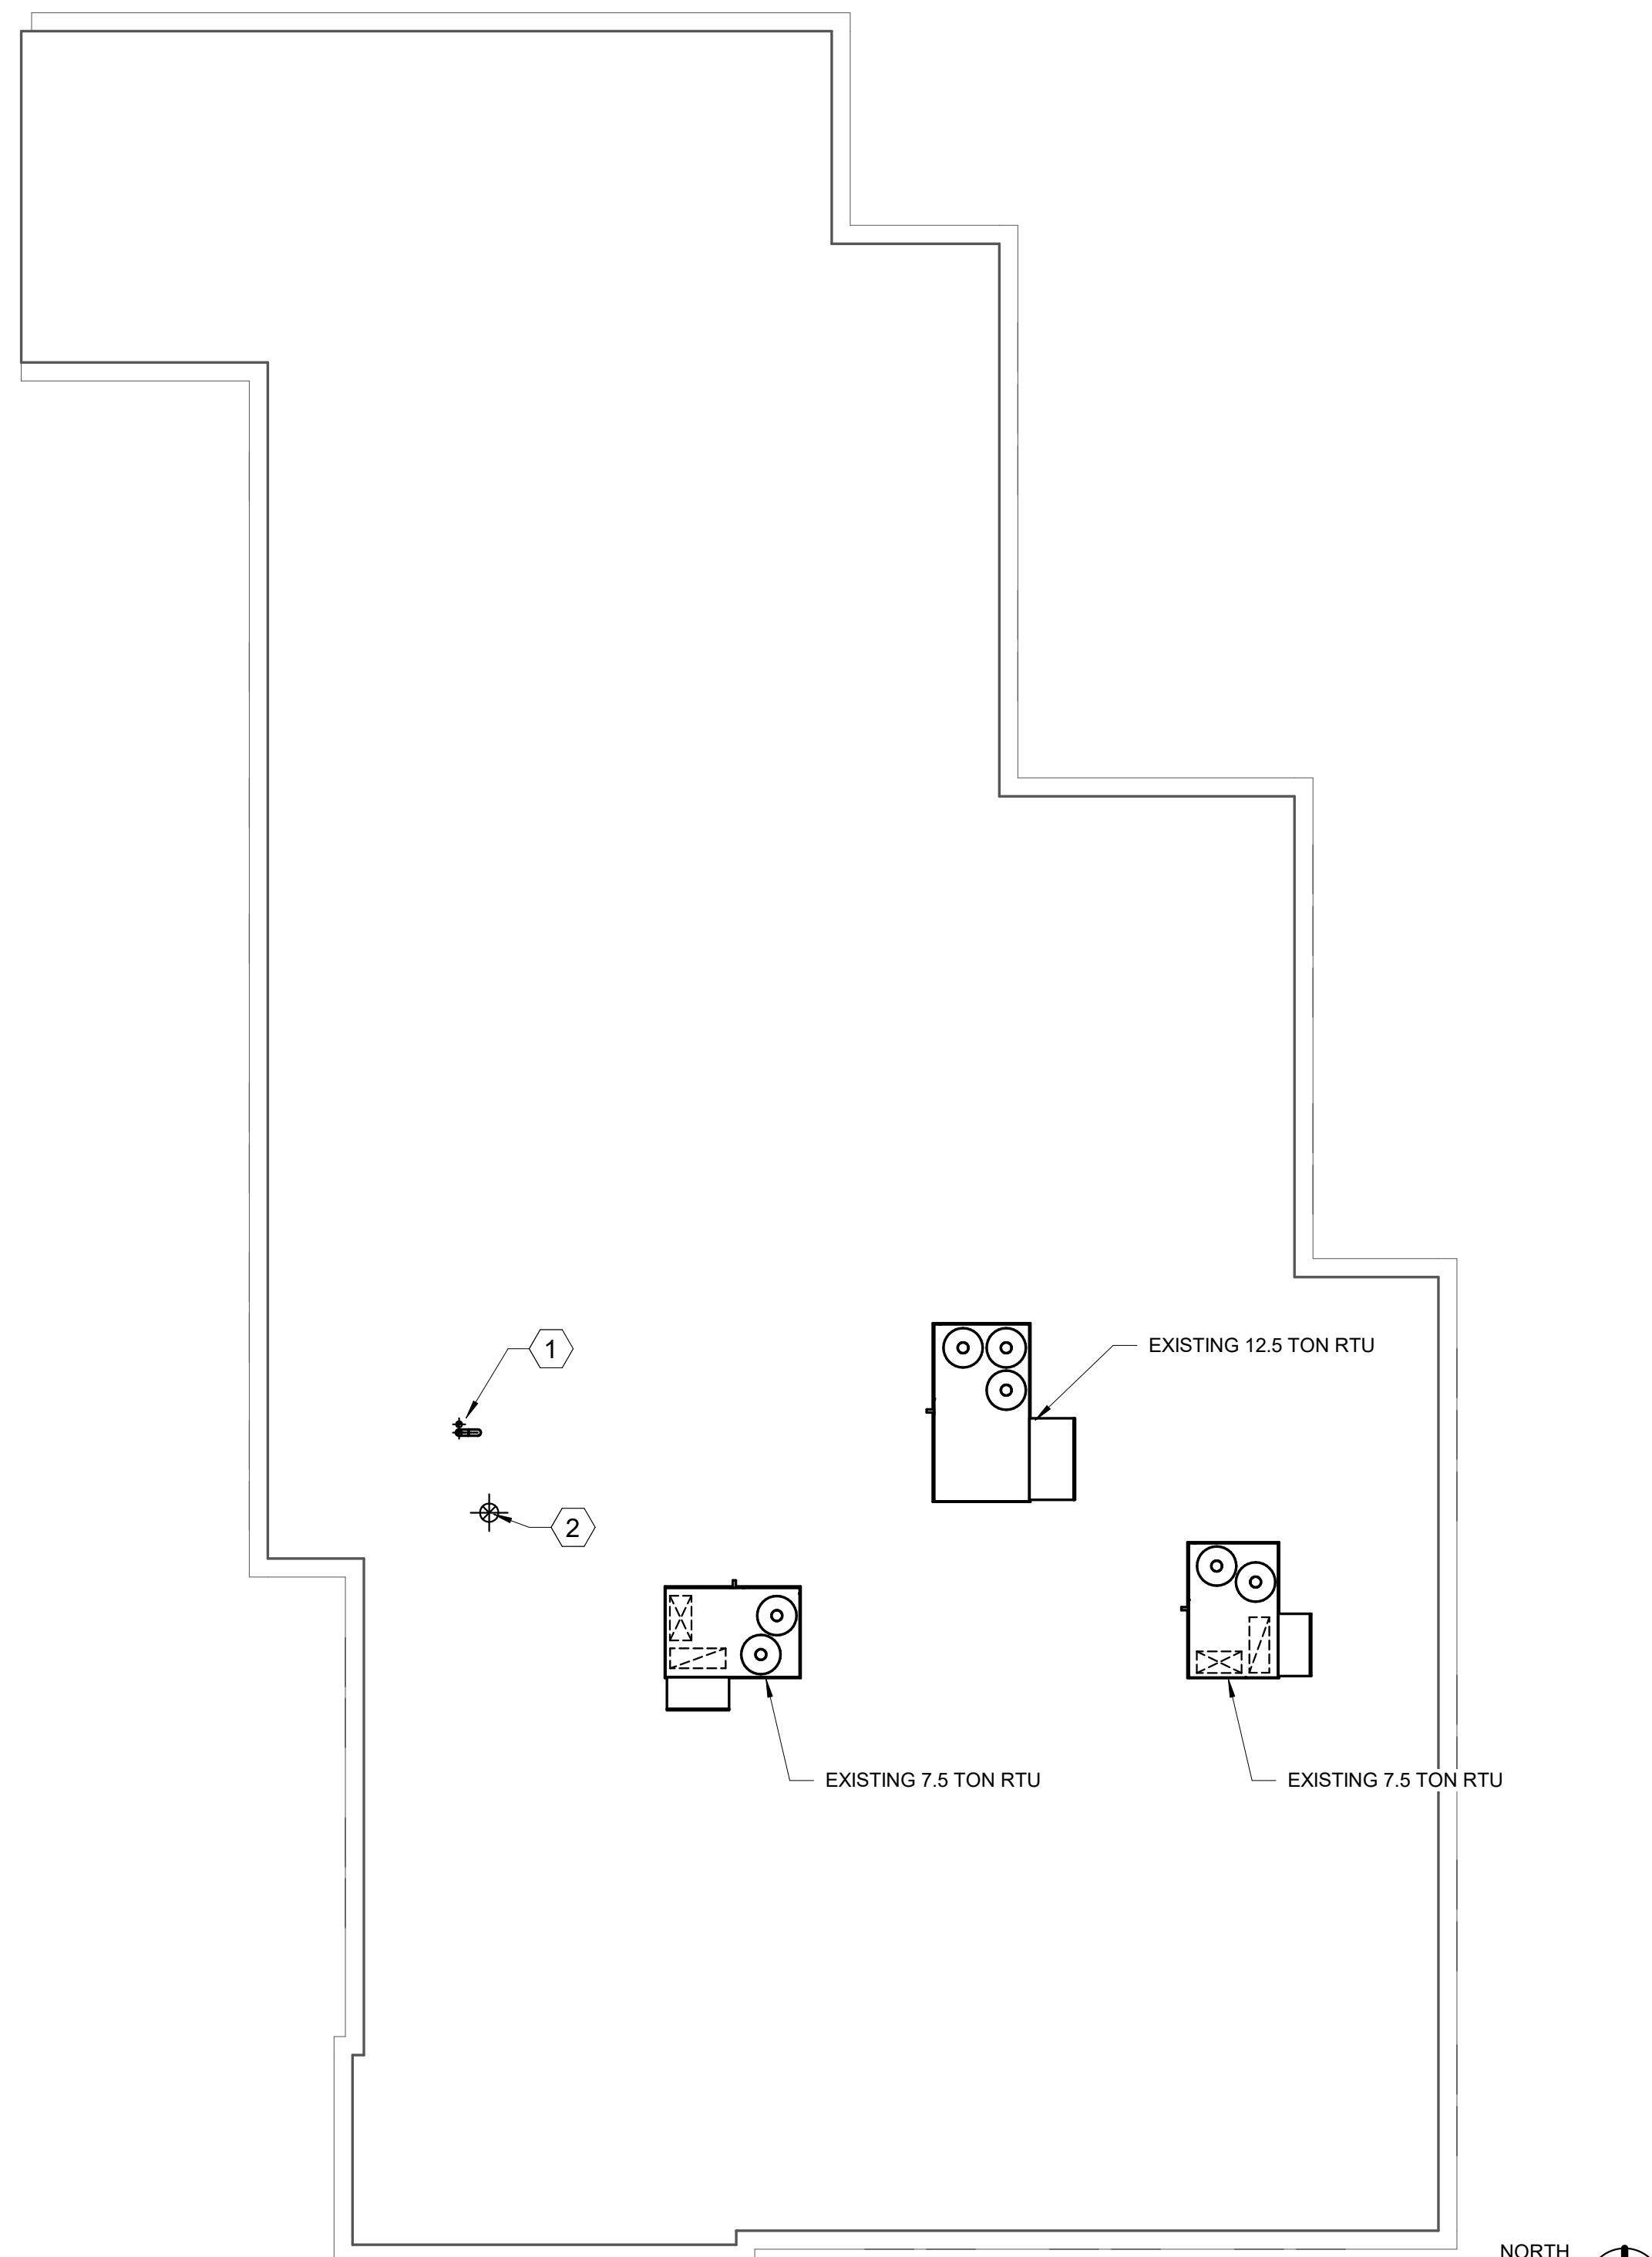 1
EXISTING 12.5 TON RTU
2
EXISTING 7.5 TON RTU
EXISTING 7.5 TON RTU
NORTH